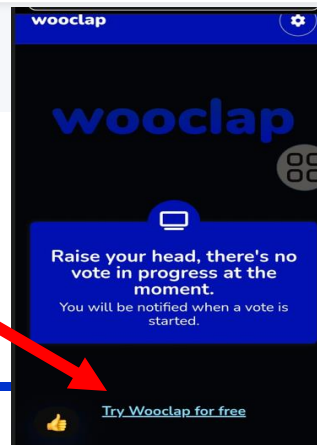 wooclap
wooclap
Raise your head, there's no
vote in progress at the
moment.
You will be notified when a vote is
started.
Try Wooclap for free